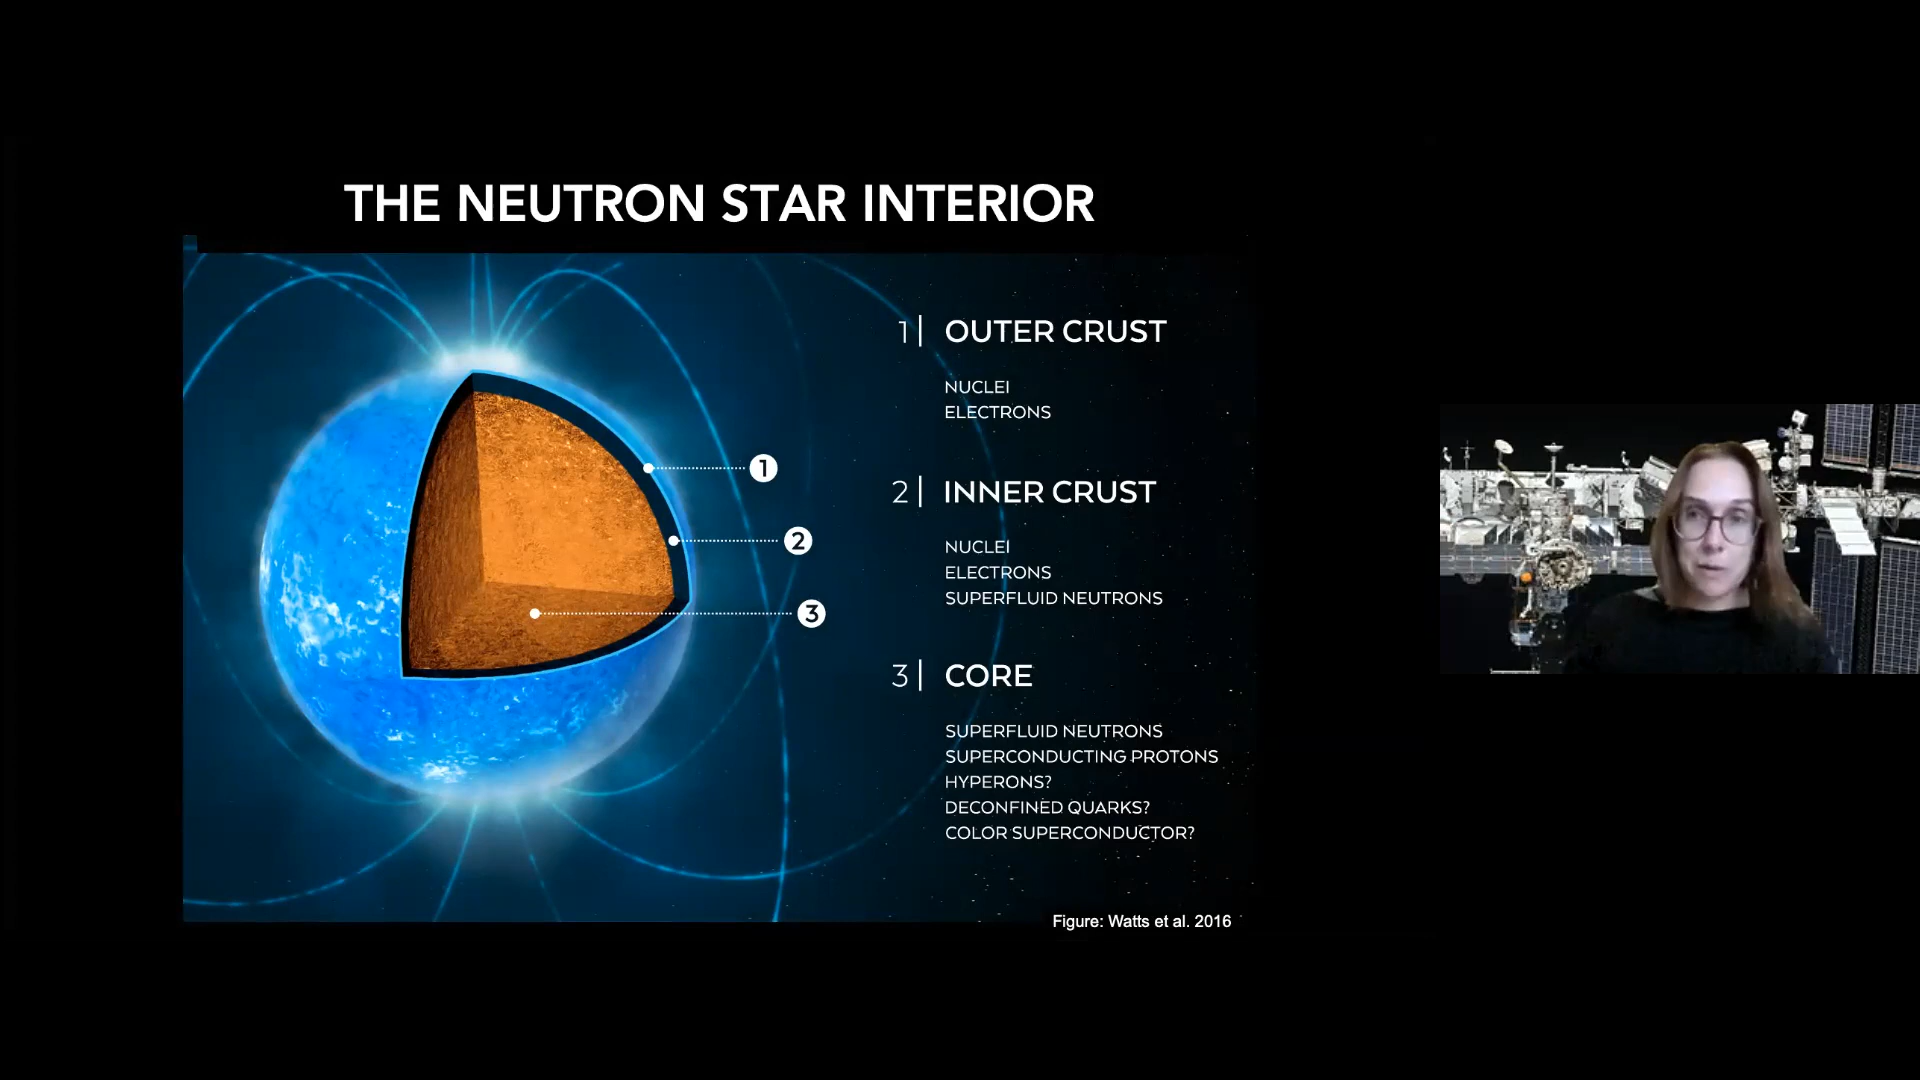 THE NEUTRON STAR INTERIOR
1
2
3
1| OUTER CRUST
NUCLEI
ELECTRONS
2| INNER CRUST
NUCLEI
ELECTRONS
SUPERFLUID NEUTRONS
3| CORE
SUPERFLUID NEUTRONS
SUPERCONDUCTING PROTONS
HYPERONS?
DECONFINED QUARKS?
COLOR SUPERCONDUCTOR?
Figure: Watts et al. 2016